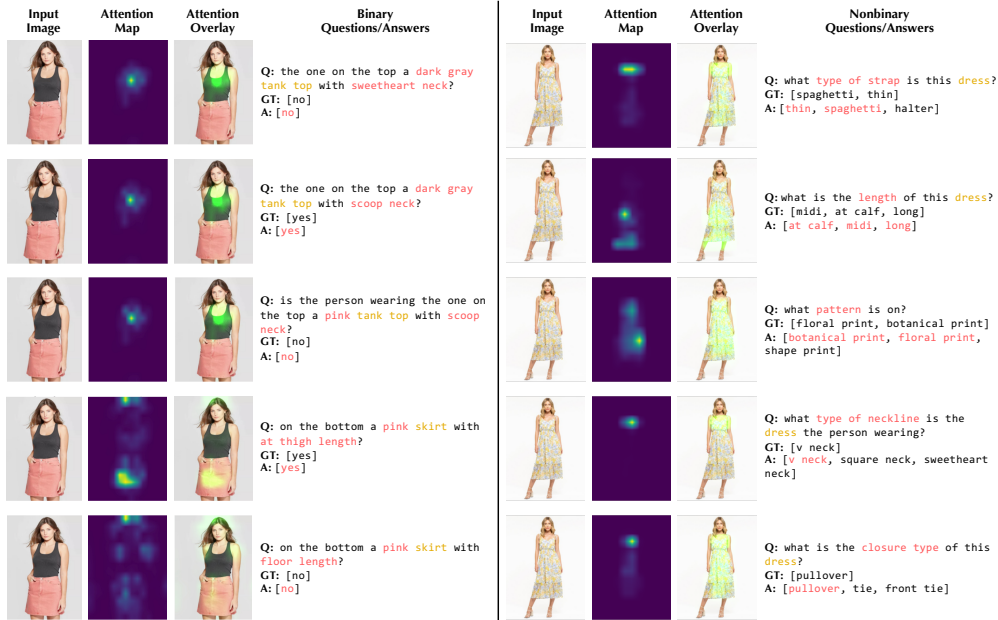 Input Image
Attention Map
Attention Overlay
Binary Questions/Answers
Q: the one on the top a dark gray
tank top with sweetheart neck?
GT: [no]
A: [no]
Q: the one on the top a dark gray
tank top with scoop neck?
GT: [yes]
A: [yes]
Q: is the person wearing the one on
the top a pink tank top with scoop
neck?
GT: [no]
A: [no]
Q: on the bottom a pink skirt with
at thigh length?
GT: [yes]
A: [yes]
Q: on the bottom a pink skirt with
floor length?
GT: [no]
A: [no]
Input Image
Attention Map
Attention Overlay
Nonbinary Questions/Answers
Q: what type of strap is this dress?
GT: [spaghetti, thin]
A: [thin, spaghetti, halter]
Q: what is the length of this dress?
GT: [midi, at calf, long]
A: [at calf, midi, long]
Q: what pattern is on?
GT: [floral print, botanical print]
A: [botanical print, floral print,
shape print]
Q: what type of neckline is the
dress the person wearing?
GT: [v neck]
A: [v neck, square neck, sweetheart
neck]
Q: what is the closure type of this
dress?
GT: [pullover]
A: [pullover, tie, front tie]